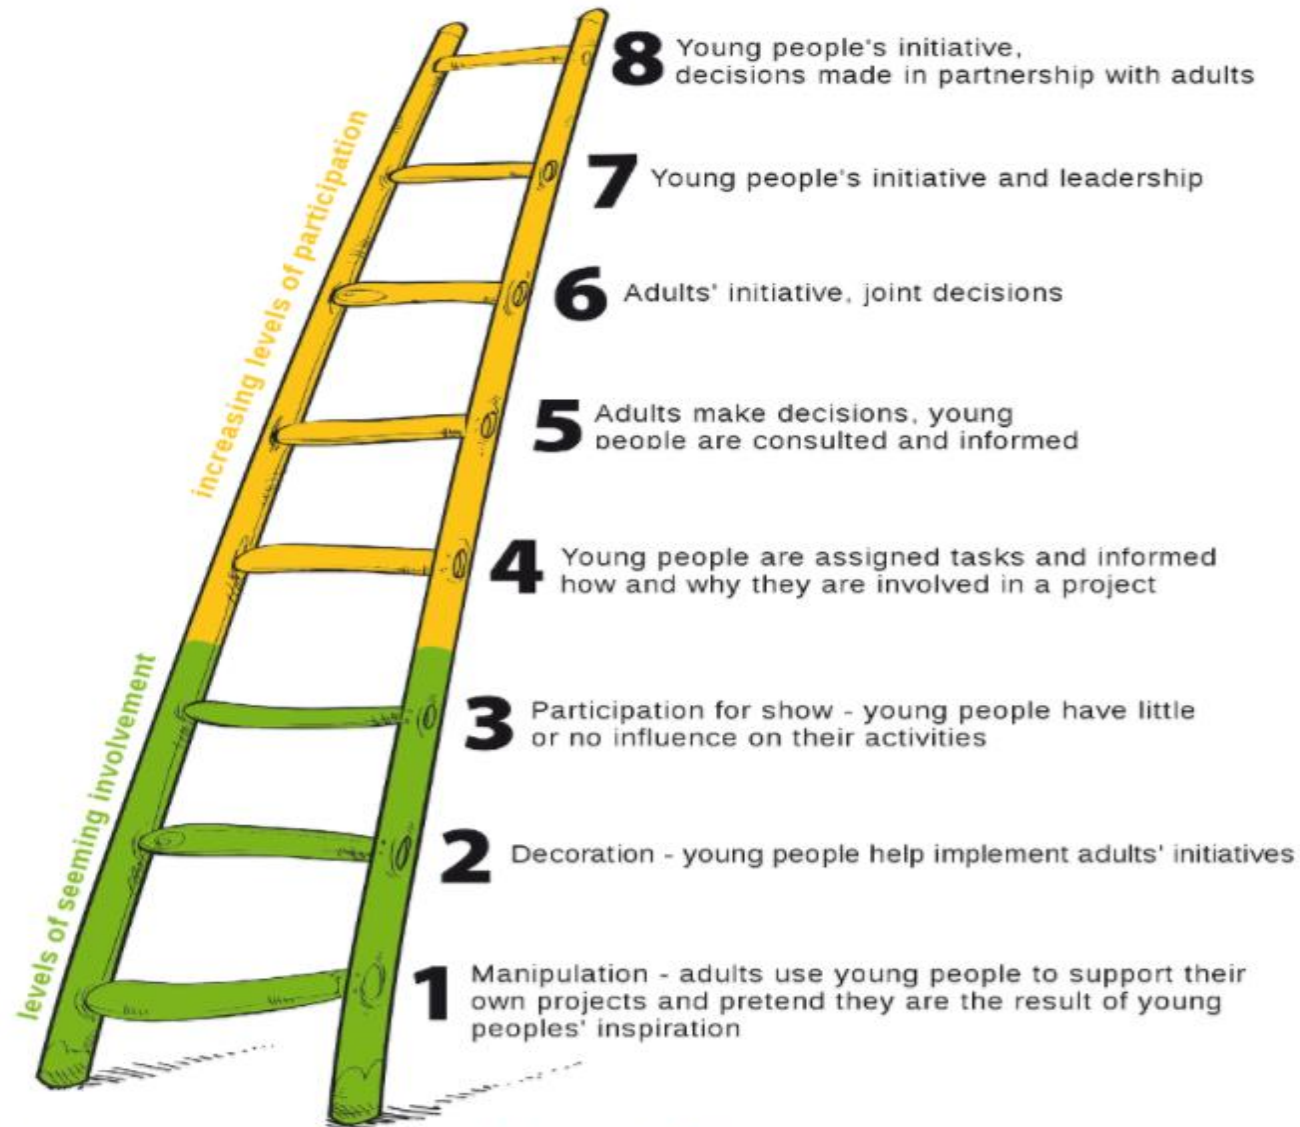 8 Young people's initiative,
decisions made in partnership with adults
7 Young people's initiative and leadership
increasing levels of participation
6 Adults' initiative, joint decisions
5 Adults make decisions, young
people are consulted and informed
4 Young people are assigned tasks and informed
how and why they are involved in a project
levels of seeming involvement
3 Participation for show - young people have little
or no influence on their activities
2 Decoration - young people help implement adults' initiatives
1 Manipulation - adults use young people to support their
own projects and pretend they are the result of young
peoples' inspiration